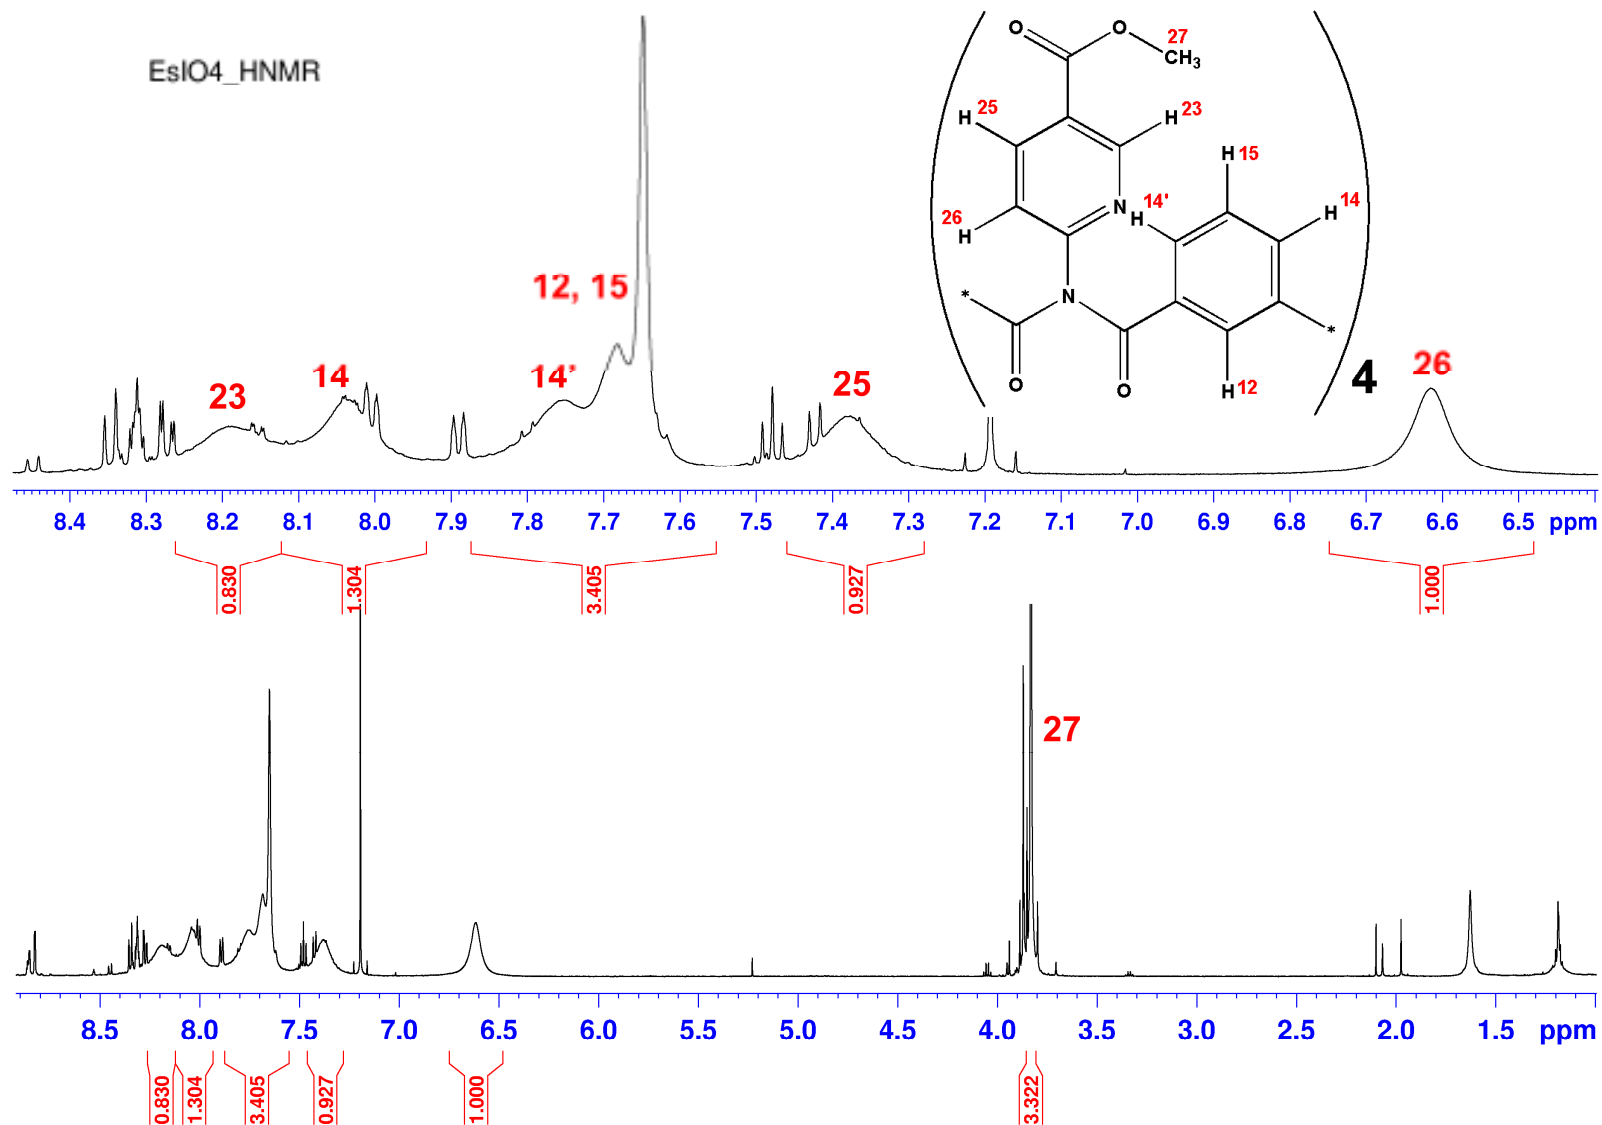 EsIO4_HNMR
O O 27
CH3
H 25 H 23
H 15
26 H N H 14' H 14
* N *
O O H 12
4
12, 15
23 14 14' 25 26
8.4 8.3 8.2 8.1 8.0 7.9 7.8 7.7 7.6 7.5 7.4 7.3 7.2 7.1 7.0 6.9 6.8 6.7 6.6 6.5 ppm
0.830 1.304 3.405 0.927 1.000
27
8.5 8.0 7.5 7.0 6.5 6.0 5.5 5.0 4.5 4.0 3.5 3.0 2.5 2.0 1.5 ppm
0.830 1.304 3.405 0.927 1.000 3.322